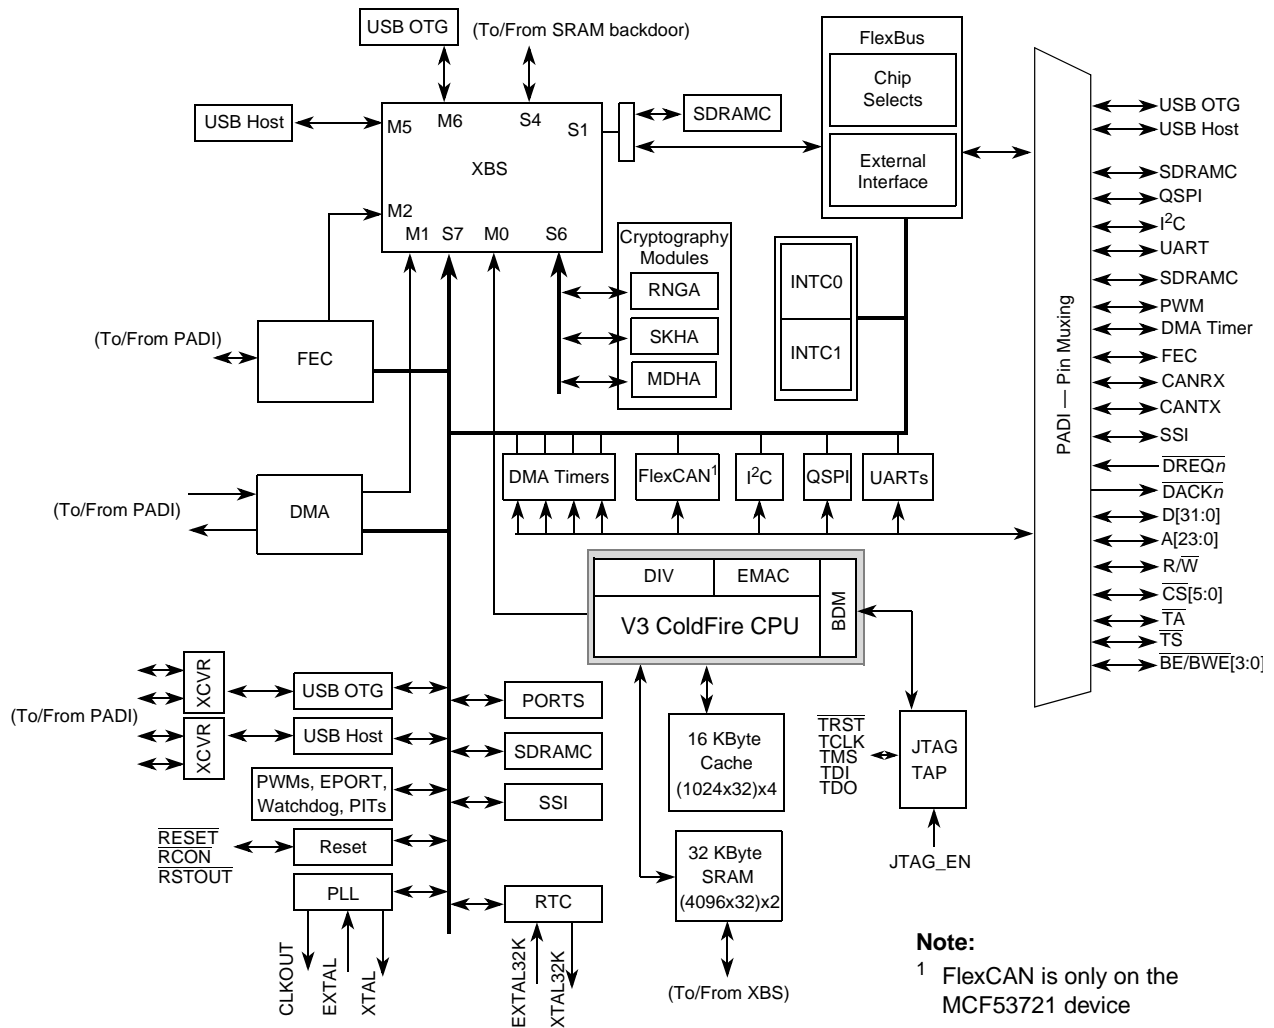 USB OTG
(To/From SRAM backdoor)
FlexBus
Chip
Selects
External
Interface
USB Host
M5
M6
S4
S1
SDRAMC
XBS
M2
M1
S7
M0
S6
Cryptography
Modules
RNGA
SKHA
MDHA
INTC0
INTC1
(To/From PADI)
FEC
(To/From PADI)
DMA
DMA Timers
FlexCAN¹
I²C
QSPI
UARTs
DIV
EMAC
BDM
V3 ColdFire CPU
PADI — Pin Muxing
USB OTG
USB Host
SDRAMC
QSPI
I²C
UART
SDRAMC
PWM
DMA Timer
FEC
CANRX
CANTX
SSI
DREQn
DACKn
D[31:0]
A[23:0]
R/W
CS[5:0]
TA
TS
BE/BWE[3:0]
(To/From PADI)
XCVR
XCVR
USB OTG
USB Host
PWMs, EPORT,
Watchdog, PITs
RESET
RCON
RSTOUT
Reset
PLL
CLKOUT
EXTAL
XTAL
PORTS
SDRAMC
SSI
RTC
EXTAL32K
XTAL32K
16 KByte
Cache
(1024x32)x4
32 KByte
SRAM
(4096x32)x2
(To/From XBS)
TRST
TCLK
TMS
TDI
TDO
JTAG
TAP
JTAG_EN
Note:
¹ FlexCAN is only on the
MCF53721 device